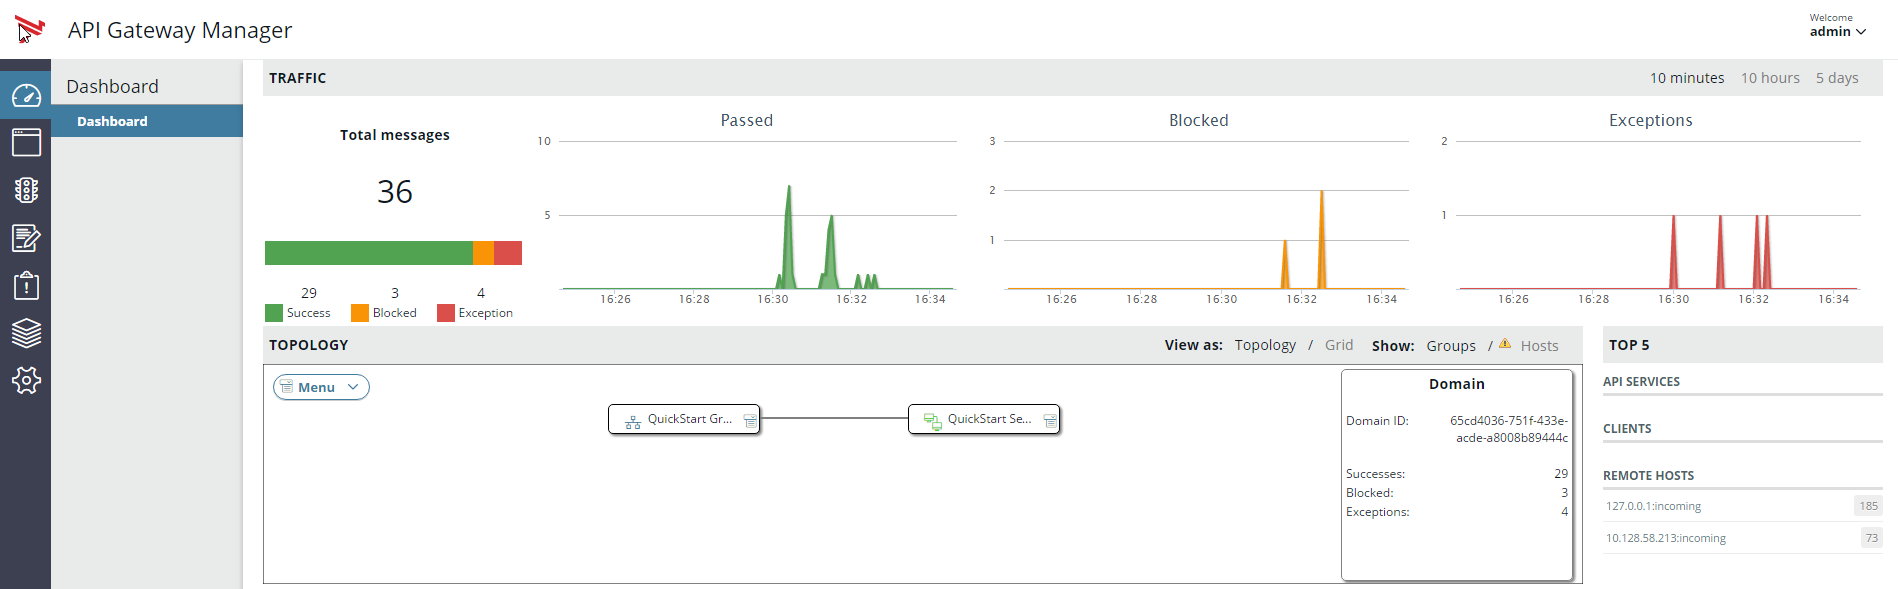 API Gateway Manager
Welcome
admin
Dashboard
Dashboard
TRAFFIC
10 minutes 10 hours 5 days
Total messages
36
29 3 4
Success Blocked Exception
Passed
10
5
16:26 16:28 16:30 16:32 16:34
Blocked
3
2
1
16:26 16:28 16:30 16:32 16:34
Exceptions
2
1
16:26 16:28 16:30 16:32 16:34
TOPOLOGY
View as: Topology / Grid Show: Groups / Hosts
Menu
QuickStart Gr...
QuickStart Se...
Domain
Domain ID: 65cd4036-751f-433e-
acde-a8008b89444c
Successes: 29
Blocked: 3
Exceptions: 4
TOP 5
API SERVICES
CLIENTS
REMOTE HOSTS
127.0.0.1:incoming 185
10.128.58.213:incoming 73